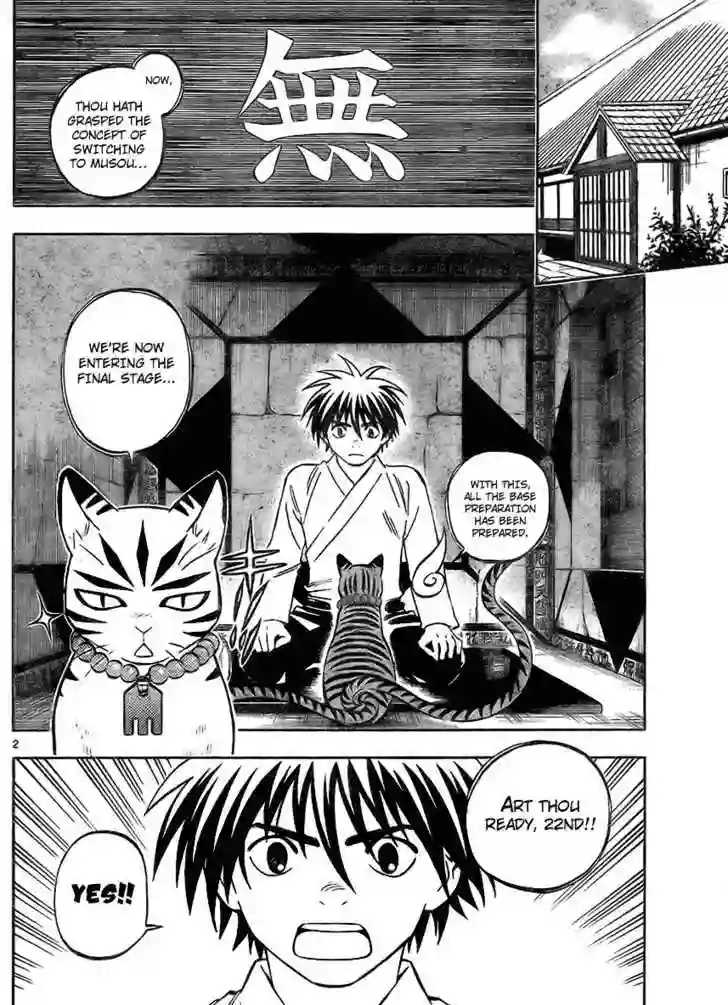 NOW,
THOU HATH
GRASPED THE
CONCEPT OF
SWITCHING
TO MUSOU...
無
WE'RE NOW
ENTERING THE
FINAL STAGE...
WITH THIS,
ALL THE BASE
PREPARATION
HAS BEEN
PREPARED.
2
ART THOU
READY, 22ND!!
YES!!